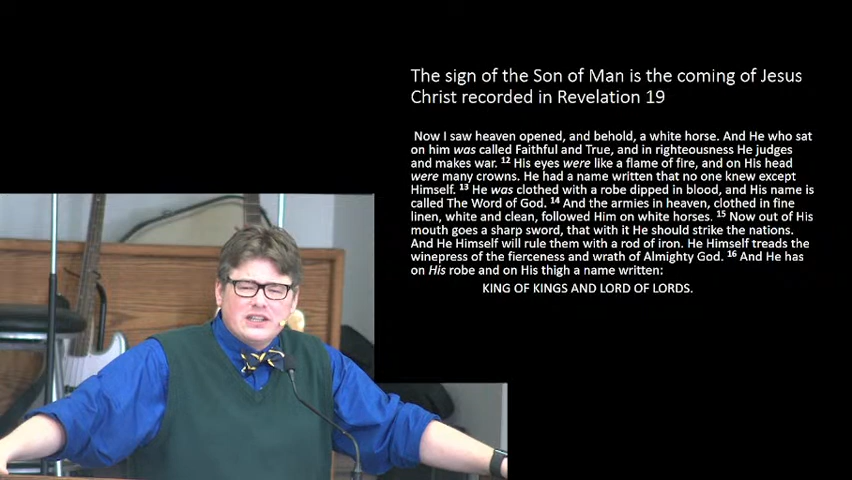 The sign of the Son of Man is the coming of Jesus
Christ recorded in Revelation 19
Now I saw heaven opened, and behold, a white horse. And He who sat
on him was called Faithful and True, and in righteousness He judges
and makes war. 12 His eyes were like a flame of fire, and on His head
were many crowns. He had a name written that no one knew except
Himself. 13 He was clothed with a robe dipped in blood, and His name is
called The Word of God. 14 And the armies in heaven, clothed in fine
linen, white and clean, followed Him on white horses. 15 Now out of His
mouth goes a sharp sword, that with it He should strike the nations.
And He Himself will rule them with a rod of iron. He Himself treads the
winepress of the fierceness and wrath of Almighty God. 16 And He has
on His robe and on His thigh a name written:
KING OF KINGS AND LORD OF LORDS.